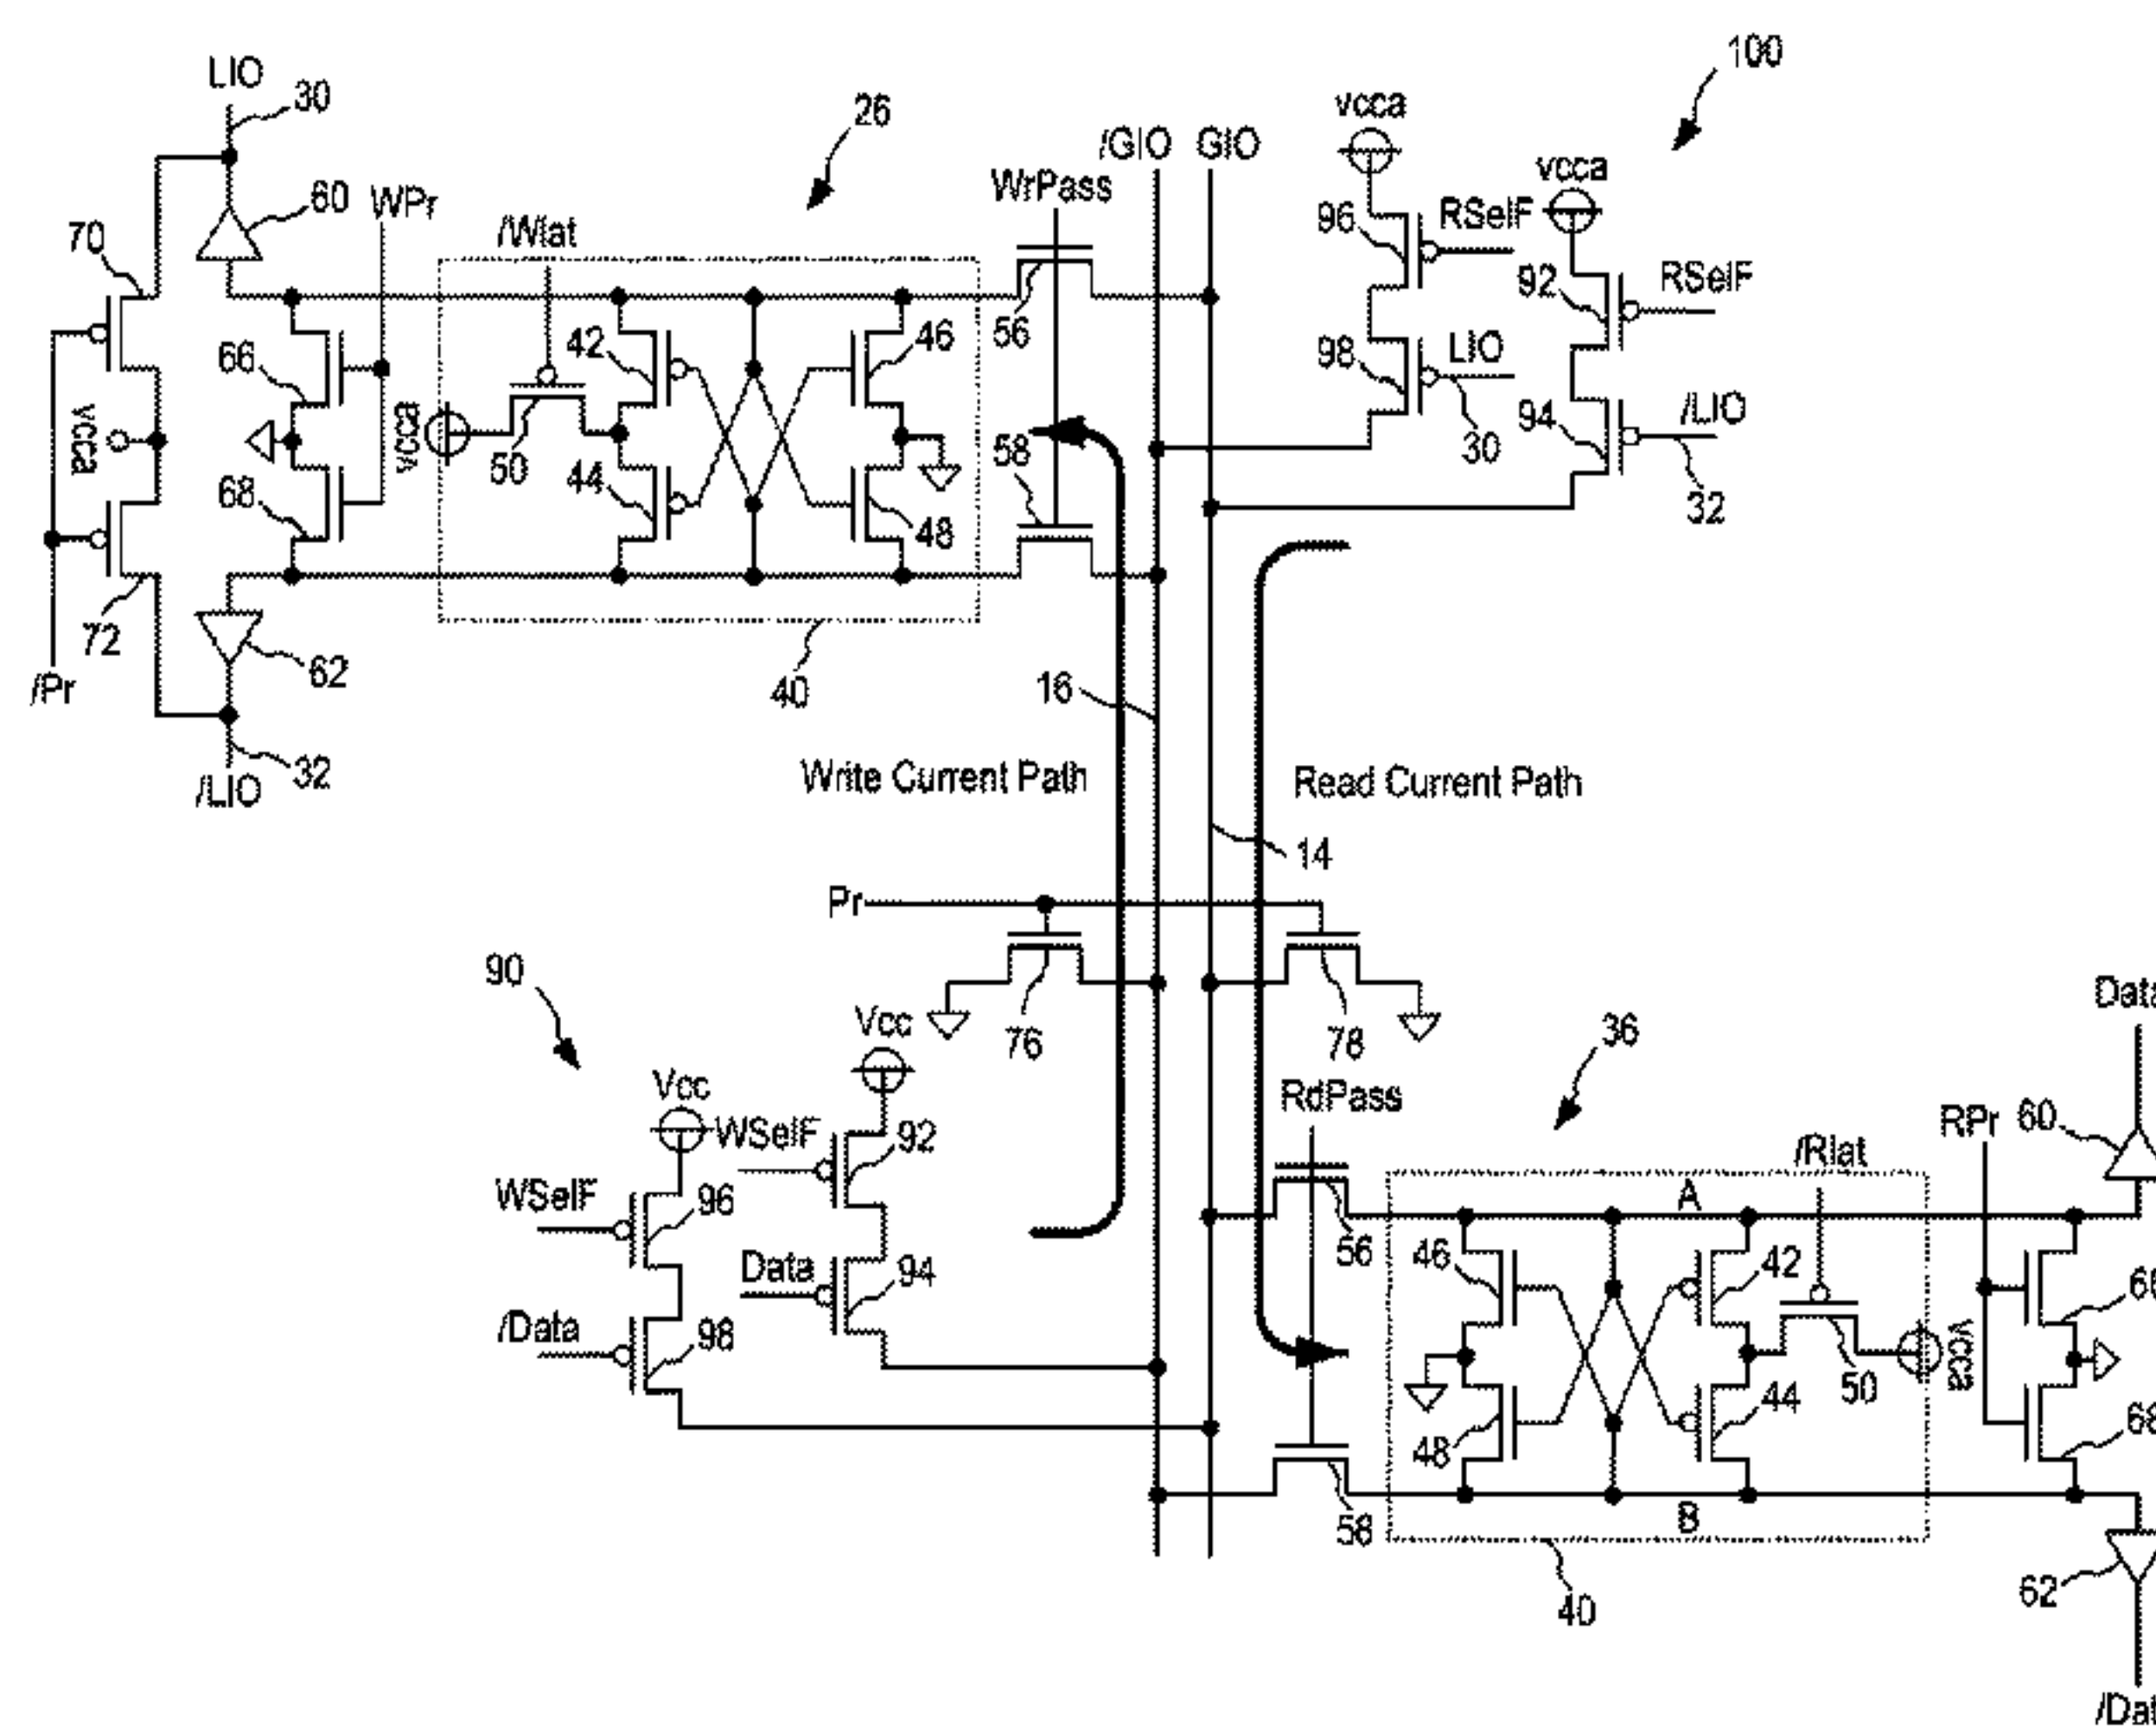 100
LIO
30
26
vcca
/GIO
GIO
vcca
60
WPr
WrPass
96
RSelF
70
/Wlat
92
RSelF
56
66
42
46
98
LIO
/LIO
vcca
vcca
30
94
50
58
68
44
48
32
72
62
/Pr
40
16
32
/LIO
Write Current Path
Read Current Path
14
Pr
90
Vcc
76
78
36
Vcc
RdPass
WSelF
92
RPr
60
/Rlat
WSelF
96
A
56
46
42
Data
94
/Data
98
50
vcca
44
48
B
58
62
40